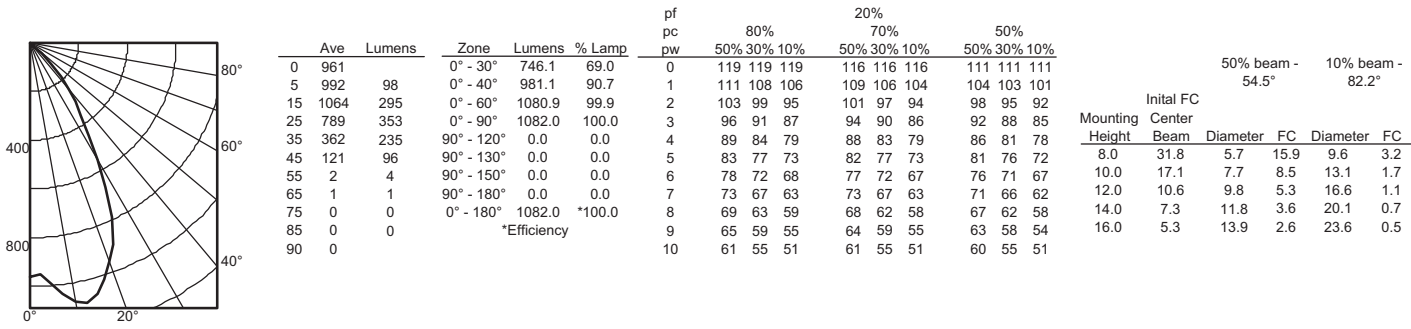 80°
60°
40°
400
800
0° 20°
Ave Lumens
0 961
5 992 98
15 1064 295
25 789 353
35 362 235
45 121 96
55 2 4
65 1 1
75 0 0
85 0 0
90 0
Zone Lumens % Lamp
0° - 30° 746.1 69.0
0° - 40° 981.1 90.7
0° - 60° 1080.9 99.9
0° - 90° 1082.0 100.0
90° - 120° 0.0 0.0
90° - 130° 0.0 0.0
90° - 150° 0.0 0.0
90° - 180° 0.0 0.0
0° - 180° 1082.0 *100.0
*Efficiency
pf 20%
pc 80% 70% 50%
pw 50% 30% 10% 50% 30% 10% 50% 30% 10%
0 119 119 119 116 116 116 111 111 111
1 111 108 106 109 106 104 104 103 101
2 103 99 95 101 97 94 98 95 92
3 96 91 87 94 90 86 92 88 85
4 89 84 79 88 83 79 86 81 78
5 83 77 73 82 77 73 81 76 72
6 78 72 68 77 72 67 76 71 67
7 73 67 63 73 67 63 71 66 62
8 69 63 59 68 62 58 67 62 58
9 65 59 55 64 59 55 63 58 54
10 61 55 51 61 55 51 60 55 51
50% beam - 10% beam -
54.5° 82.2°
Inital FC
Mounting Center
Height Beam Diameter FC Diameter FC
8.0 31.8 5.7 15.9 9.6 3.2
10.0 17.1 7.7 8.5 13.1 1.7
12.0 10.6 9.8 5.3 16.6 1.1
14.0 7.3 11.8 3.6 20.1 0.7
16.0 5.3 13.9 2.6 23.6 0.5